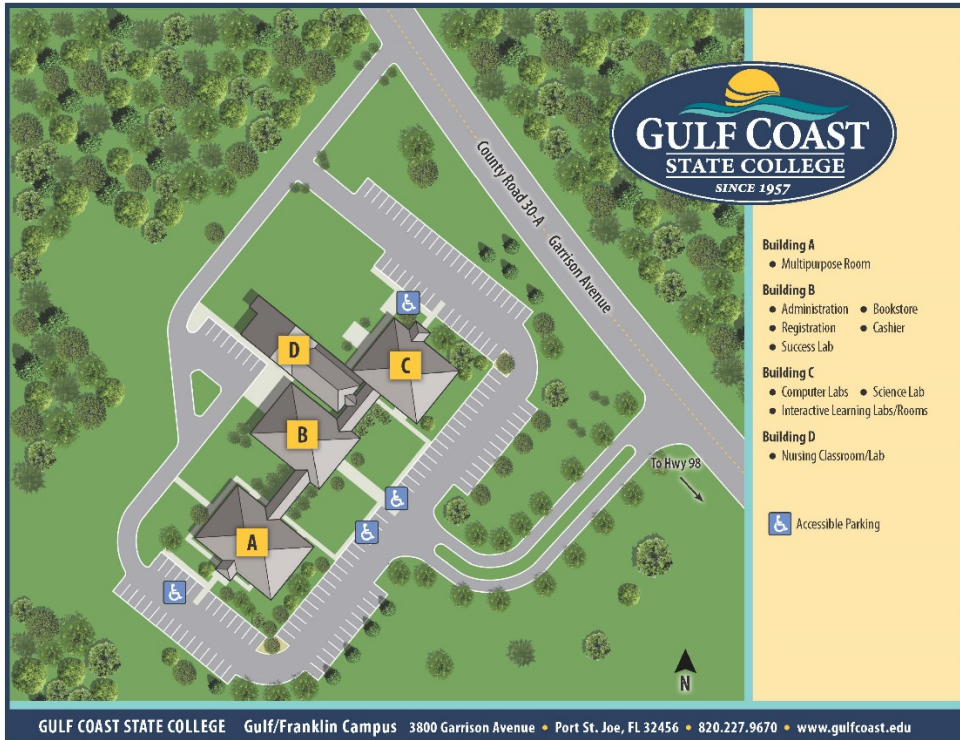 GULF COAST
STATE COLLEGE
SINCE 1957
County Road 30-A Garrison Avenue
D
C
B
A
To Hwy 98
N
Building A
• Multipurpose Room
Building B
• Administration • Bookstore
• Registration • Cashier
• Success Lab
Building C
• Computer Labs • Science Lab
• Interactive Learning Labs/Rooms
Building D
• Nursing Classroom/Lab
Accessible Parking
GULF COAST STATE COLLEGE Gulf/Franklin Campus 3800 Garrison Avenue • Port St. Joe, FL 32456 • 820.227.9670 • www.gulfcoast.edu